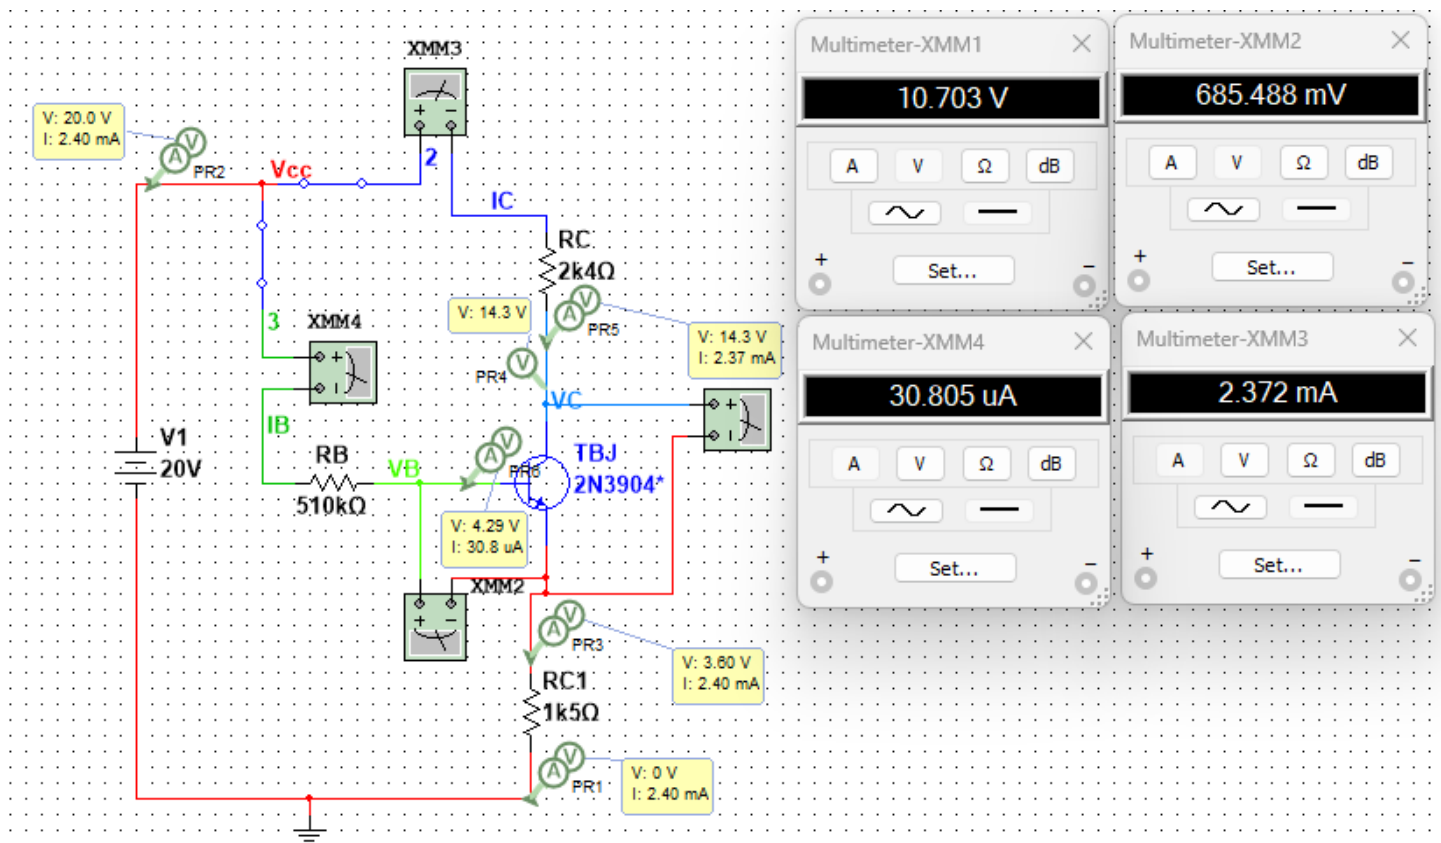 XMM3
V: 20.0 V
I: 2.40 mA
PR2
+
−
2
Vcc
IC
RC
2k4Ω
3
XMM4
+
I
V: 14.3 V
PR5
V: 14.3 V
I: 2.37 mA
PR4
VC
+
I
IB
V1
20V
RB
510kΩ
VB
PR6
TBJ
2N3904*
V: 4.29 V
I: 30.8 uA
XMM2
+
−
PR3
V: 3.60 V
I: 2.40 mA
RC1
1k5Ω
PR1
V: 0 V
I: 2.40 mA
Multimeter-XMM1
10.703 V
A V Ω dB
+ −
Set...
Multimeter-XMM2
685.488 mV
A V Ω dB
+ −
Set...
Multimeter-XMM4
30.805 uA
A V Ω dB
+ −
Set...
Multimeter-XMM3
2.372 mA
A V Ω dB
+ −
Set...